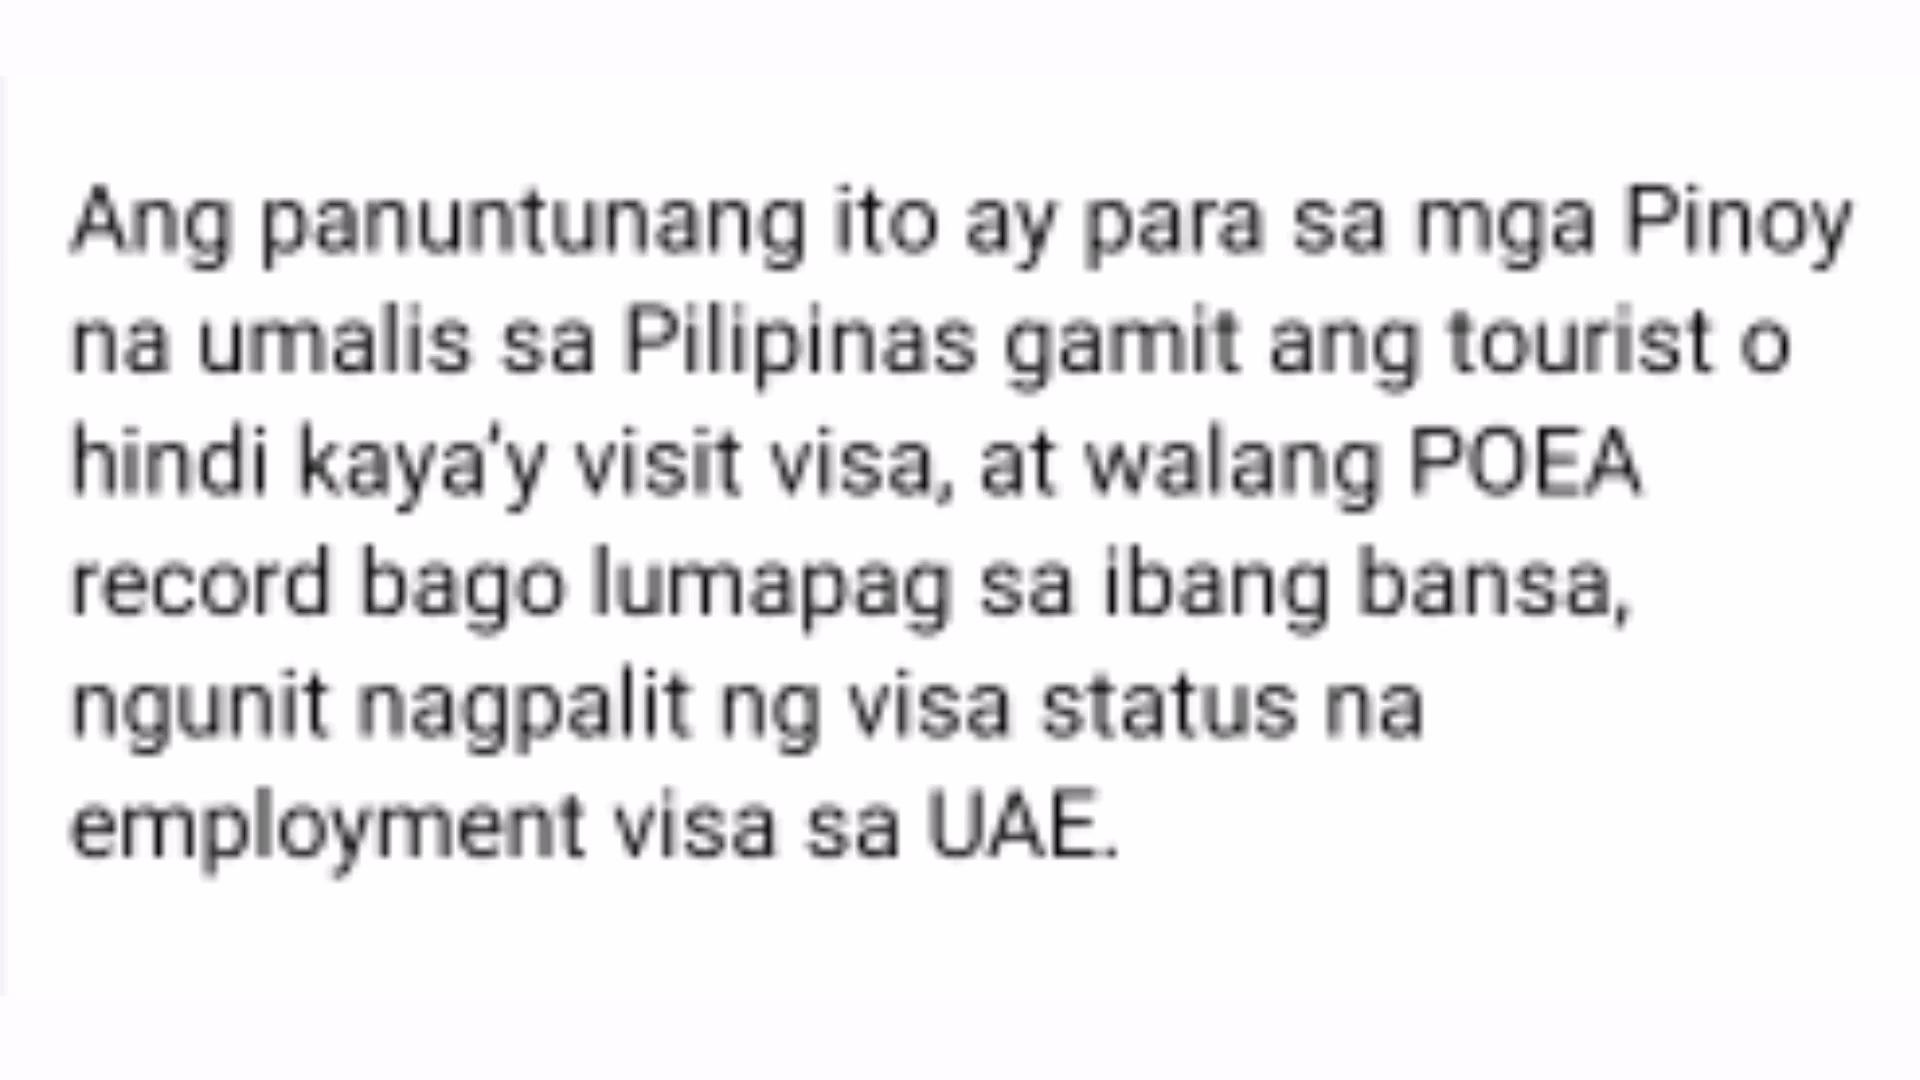 Ang panuntunang ito ay para sa mga Pinoy
na umalis sa Pilipinas gamit ang tourist o
hindi kaya'y visit visa, at walang POEA
record bago lumapag sa ibang bansa,
ngunit nagpalit ng visa status na
employment visa sa UAE.